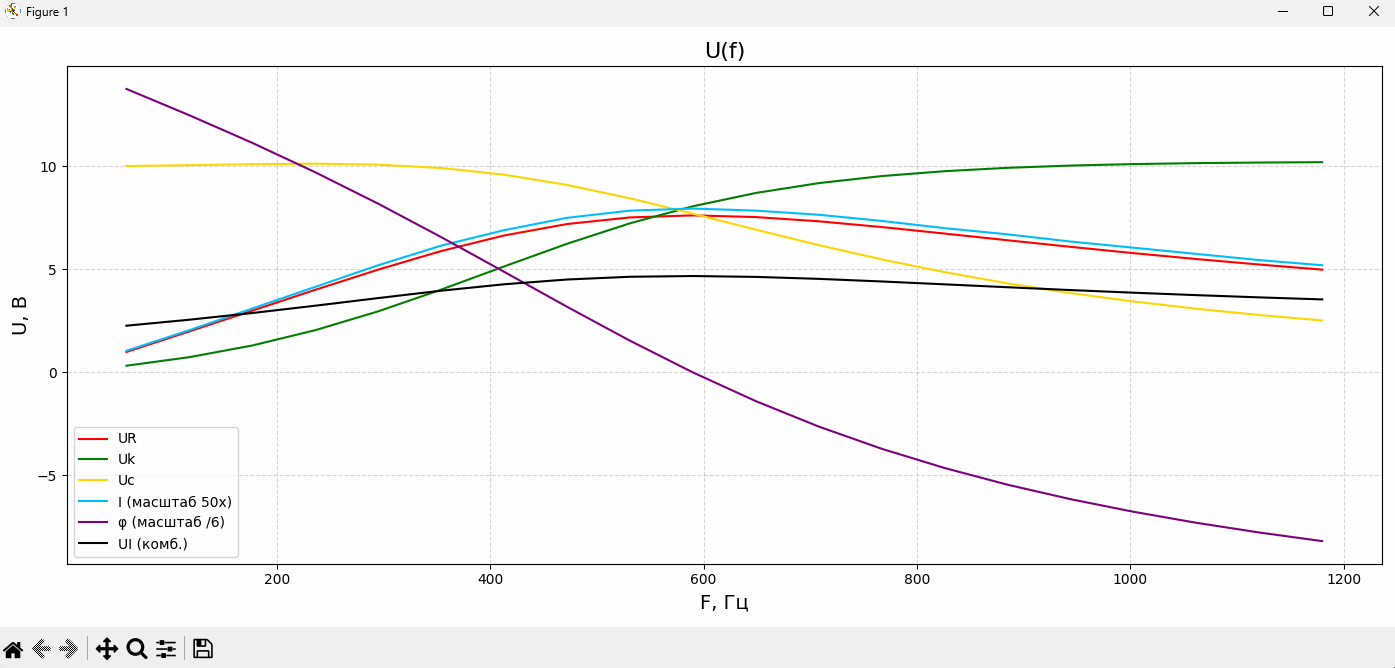 Figure 1
U(f)
U, В
10
5
0
−5
UR
Uk
Uc
I (масштаб 50x)
φ (масштаб /6)
UI (комб.)
200
400
600
800
1000
1200
F, Гц